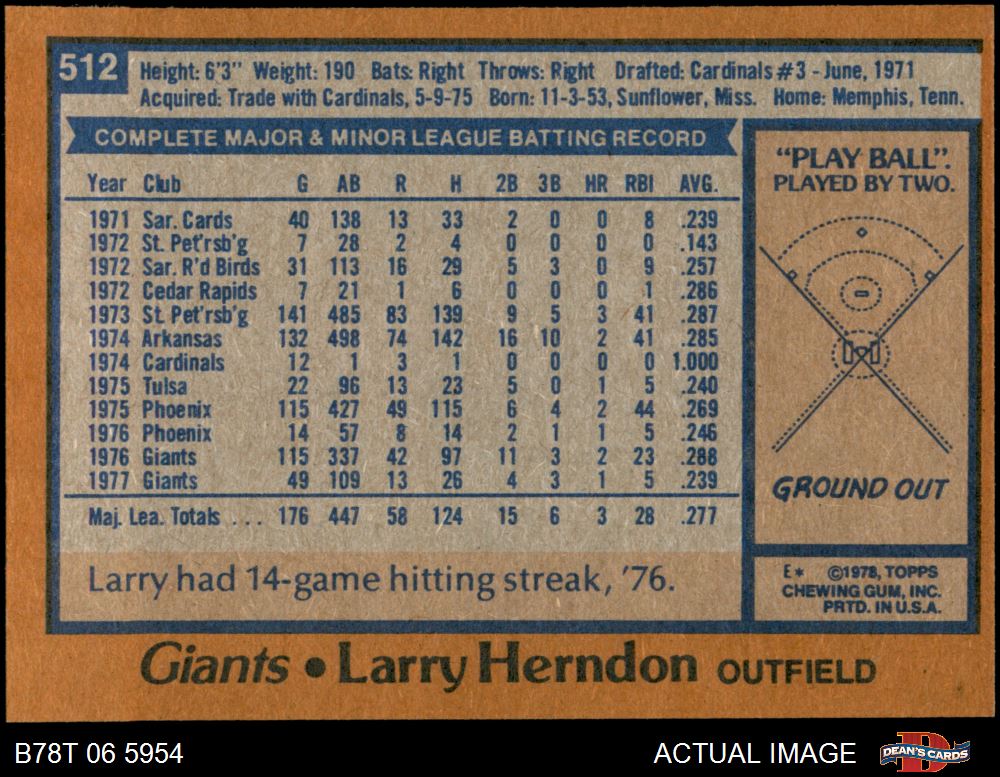 512
Height: 6'3" Weight: 190 Bats: Right Throws: Right Drafted: Cardinals #3 - June, 1971
Acquired: Trade with Cardinals, 5-9-75 Born: 11-3-53, Sunflower, Miss. Home: Memphis, Tenn.
COMPLETE MAJOR & MINOR LEAGUE BATTING RECORD
Year Club G AB R H 2B 3B HR RBI AVG.
1971 Sar. Cards 40 138 13 33 2 0 0 8 .239
1972 St. Pet'rsb'g 7 28 2 4 0 0 0 0 .143
1972 Sar. R'd Birds 31 113 16 29 5 3 0 9 .257
1972 Cedar Rapids 7 21 1 6 0 0 0 1 .286
1973 St. Pet'rsb'g 141 485 83 139 9 5 3 41 .287
1974 Arkansas 132 498 74 142 16 10 2 41 .285
1974 Cardinals 12 1 3 1 0 0 0 0 1.000
1975 Tulsa 22 96 13 23 5 0 1 5 .240
1975 Phoenix 115 427 49 115 6 4 2 44 .269
1976 Phoenix 14 57 8 14 2 1 1 5 .246
1976 Giants 115 337 42 97 11 3 2 23 .288
1977 Giants 49 109 13 26 4 3 1 5 .239
Maj. Lea. Totals ... 176 447 58 124 15 6 3 28 .277
Larry had 14-game hitting streak, '76.
"PLAY BALL".
PLAYED BY TWO.
GROUND OUT
E* ©1978, TOPPS
CHEWING GUM, INC.
PRTD. IN U.S.A.
Giants • Larry Herndon OUTFIELD
B78T 06 5954
ACTUAL IMAGE
DEAN'S CARDS